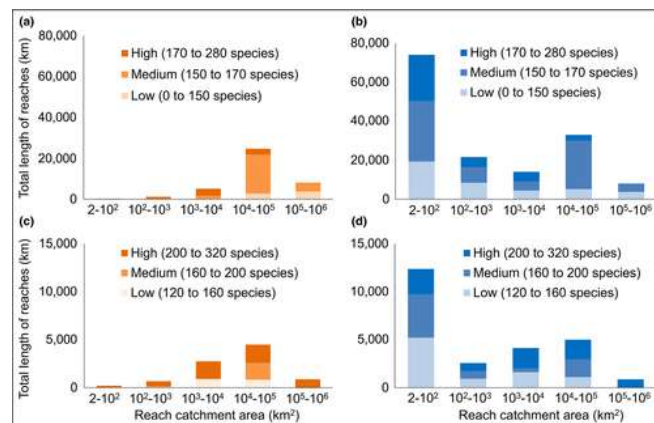 (a)
80,000
60,000
40,000
20,000
0
Total length of reaches (km)
High (170 to 280 species)
Medium (150 to 170 species)
Low (0 to 150 species)
2-10² 10²-10³ 10³-10⁴ 10⁴-10⁵ 10⁵-10⁶
(b)
80,000
60,000
40,000
20,000
0
High (170 to 280 species)
Medium (150 to 170 species)
Low (0 to 150 species)
2-10² 10²-10³ 10³-10⁴ 10⁴-10⁵ 10⁵-10⁶
(c)
15,000
10,000
5,000
0
Total length of reaches (km)
High (200 to 320 species)
Medium (160 to 200 species)
Low (120 to 160 species)
2-10² 10²-10³ 10³-10⁴ 10⁴-10⁵ 10⁵-10⁶
Reach catchment area (km²)
(d)
15,000
10,000
5,000
0
High (200 to 320 species)
Medium (160 to 200 species)
Low (120 to 160 species)
2-10² 10²-10³ 10³-10⁴ 10⁴-10⁵ 10⁵-10⁶
Reach catchment area (km²)